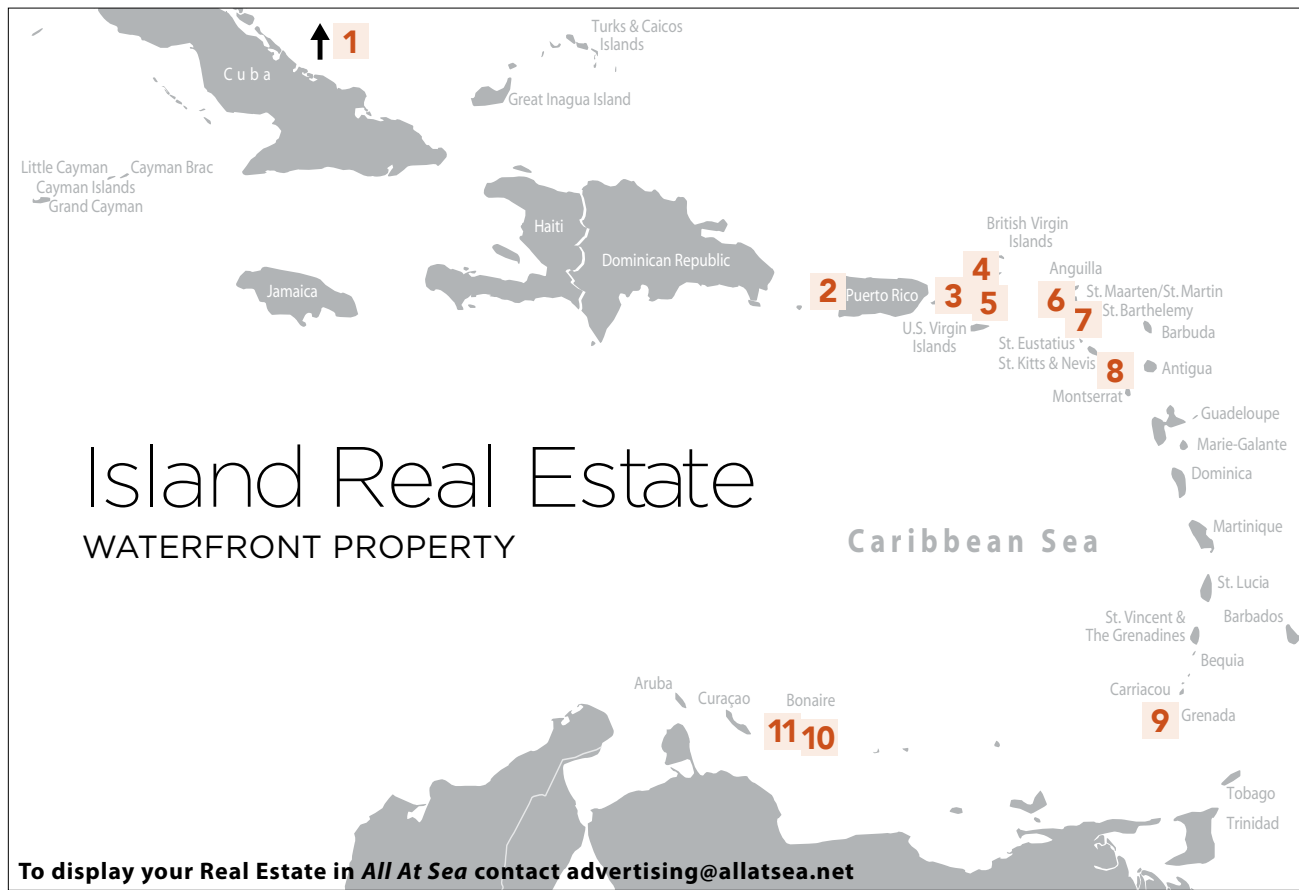 Turks & Caicos
Islands
1
Cuba
Great Inagua Island
Little Cayman
Cayman Brac
Cayman Islands
Grand Cayman
Haiti
Dominican Republic
Jamaica
British Virgin
Islands
4
Anguilla
2
Puerto Rico
3
5
6
St. Maarten/St. Martin
7
St. Barthelemy
U.S. Virgin
Islands
Barbuda
St. Eustatius
St. Kitts & Nevis
8
Antigua
Montserrat
Guadeloupe
Marie-Galante
Dominica
Island Real Estate
WATERFRONT PROPERTY
Caribbean Sea
Martinique
St. Lucia
St. Vincent &
The Grenadines
Barbados
Bequia
Carriacou
9
Grenada
Aruba
Curaçao
Bonaire
11
10
Tobago
Trinidad
To display your Real Estate in All At Sea contact advertising@allatsea.net